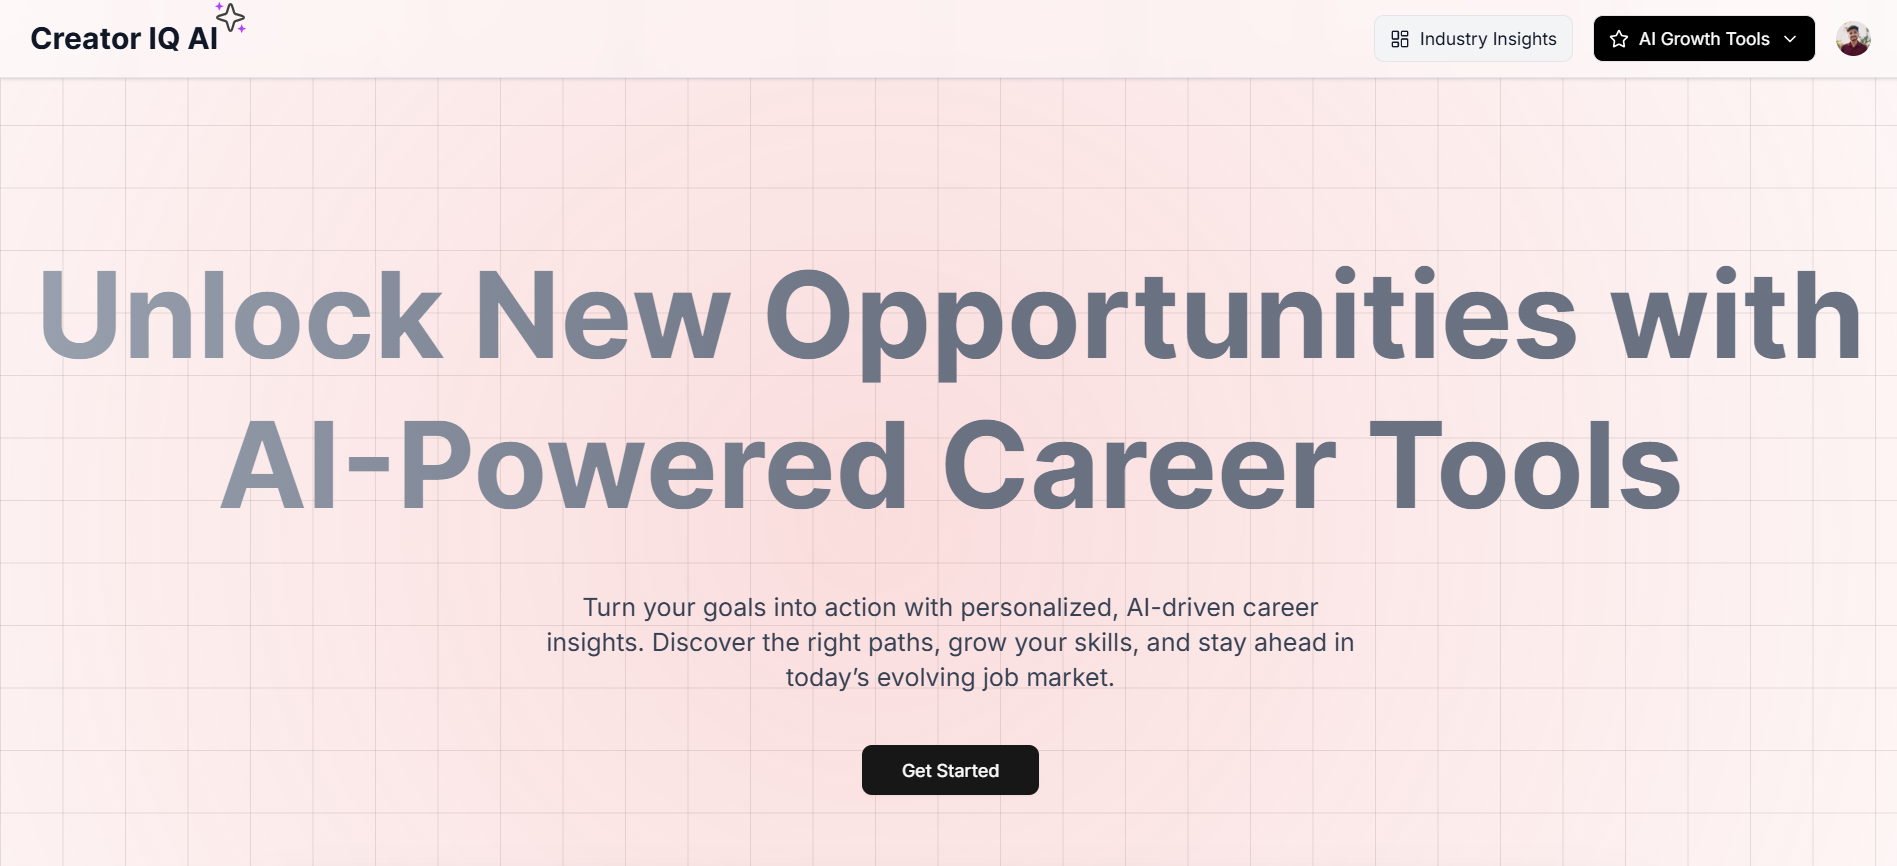 Creator IQ AI
Industry Insights
AI Growth Tools
Unlock New Opportunities with
AI-Powered Career Tools
Turn your goals into action with personalized, AI-driven career
insights. Discover the right paths, grow your skills, and stay ahead in
today’s evolving job market.
Get Started